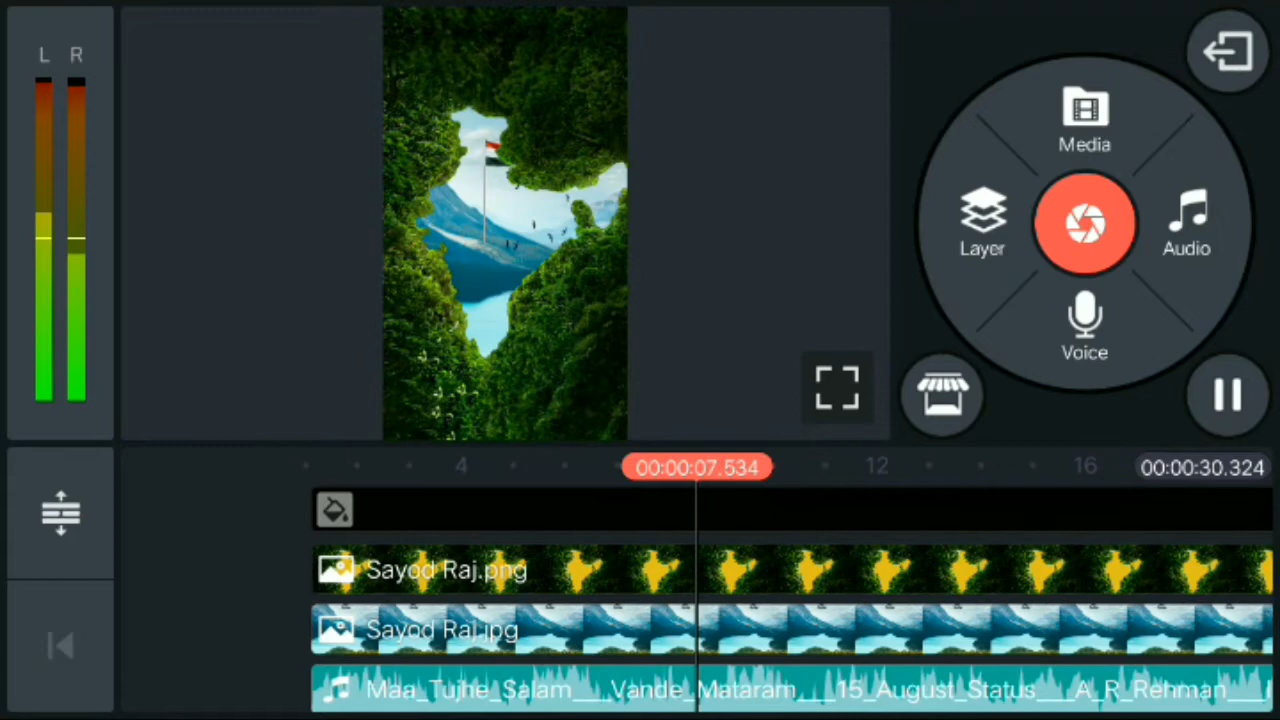 L R
Media
Layer
Audio
Voice
4
00:00:07.534
12
16
00:00:30.324
Sayod Raj.png
Sayod Raj.jpg
Maa_Tujhe_Salam___Vande_Mataram___15_August_Status___A_R_Rehman___